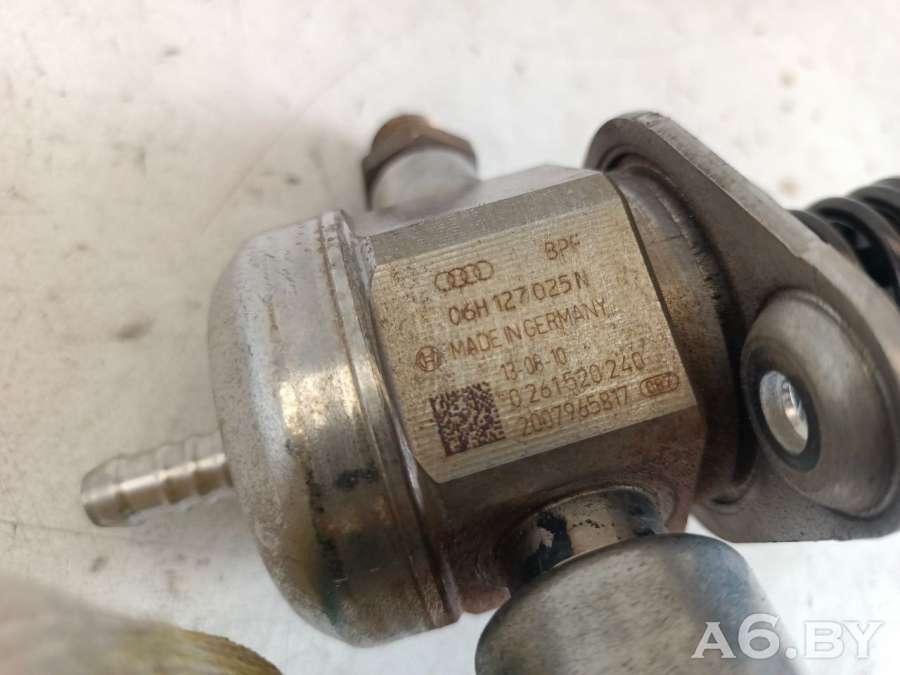 BPF
06H 127 025 N
MADE IN GERMANY
13.06.10
0 261 520 240
2007965817
A6.BY